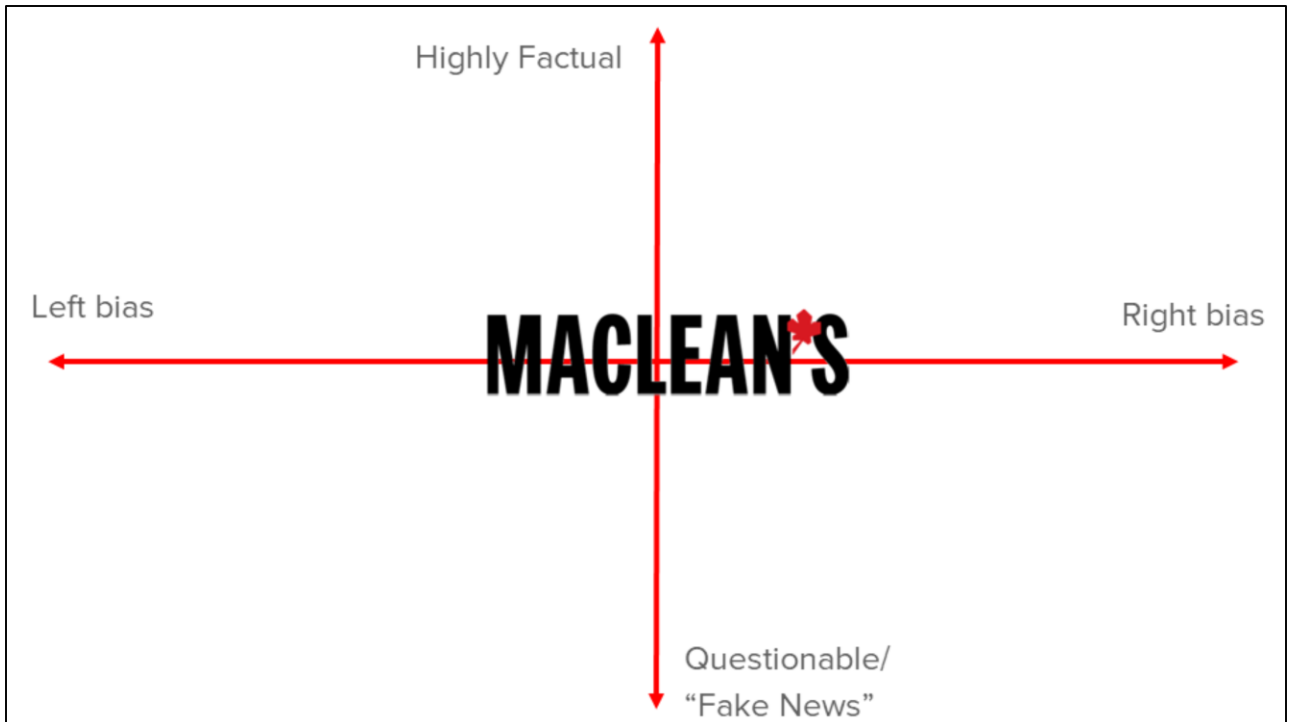 Highly Factual
Left bias
Right bias
MACLEAN'S
Questionable/
“Fake News”